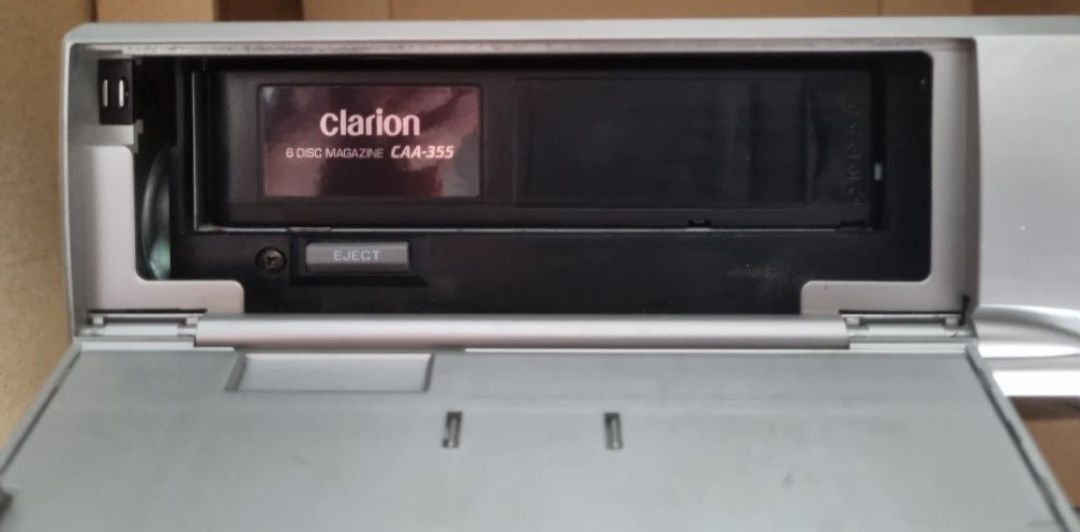 clarion
6 DISC MAGAZINE CAA-355
EJECT